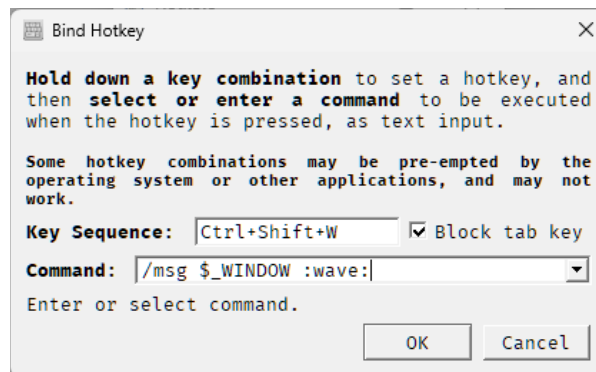 Bind Hotkey
Hold down a key combination to set a hotkey, and
then select or enter a command to be executed
when the hotkey is pressed, as text input.
Some hotkey combinations may be pre-empted by the
operating system or other applications, and may not
work.
Key Sequence: Ctrl+Shift+W Block tab key
Command: /msg $_WINDOW :wave:
Enter or select command.
OK Cancel